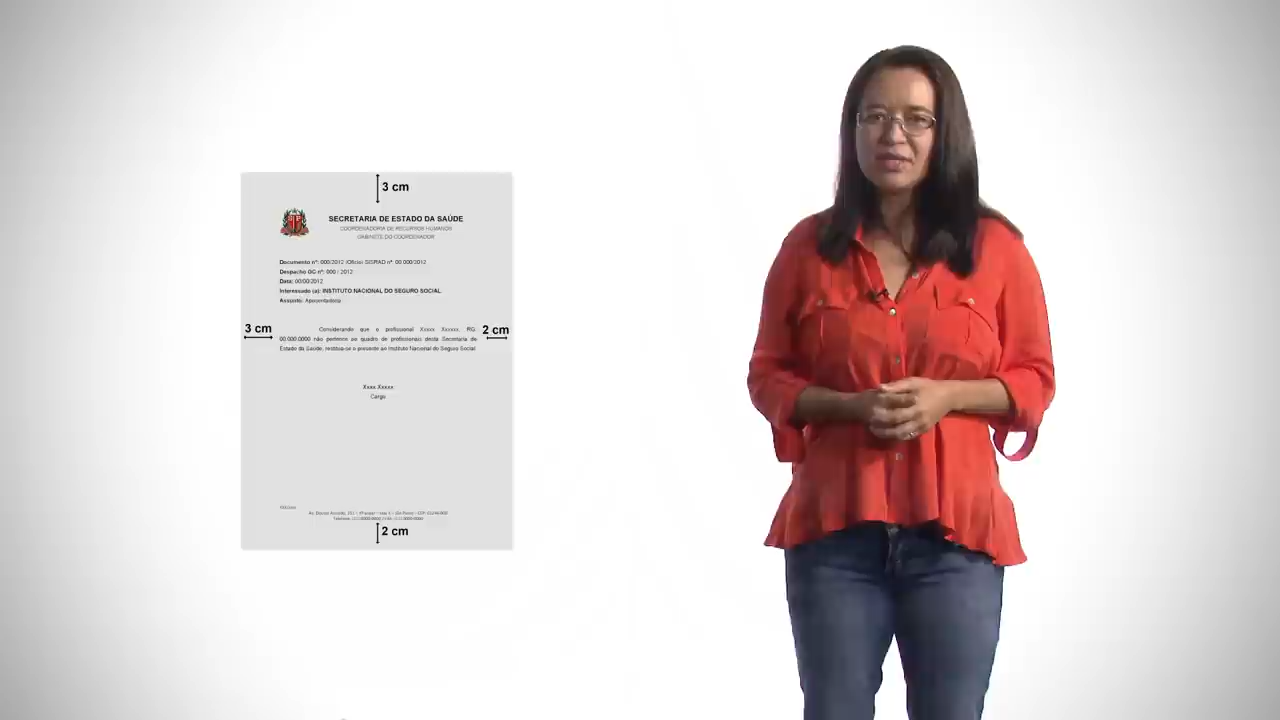 3 cm
SECRETARIA DE ESTADO DA SAÚDE
COORDENADORIA DE RECURSOS HUMANOS
GABINETE DO COORDENADOR
Documento nº: 000/2012 (Ofício) SISRAD nº: 00.000/2012
Despacho GC nº: 000 / 2012
Data: 00/00/2012
Interessado (a): INSTITUTO NACIONAL DO SEGURO SOCIAL
Assunto: Aposentadoria
3 cm
2 cm
Considerando que o profissional Xxxxx Xxxxxx, RG.
00.000.0000 não pertence ao quadro de profissionais desta Secretaria de
Estado da Saúde, restitua-se o presente ao Instituto Nacional do Seguro Social.
Xxxx Xxxxx
Cargo
2 cm